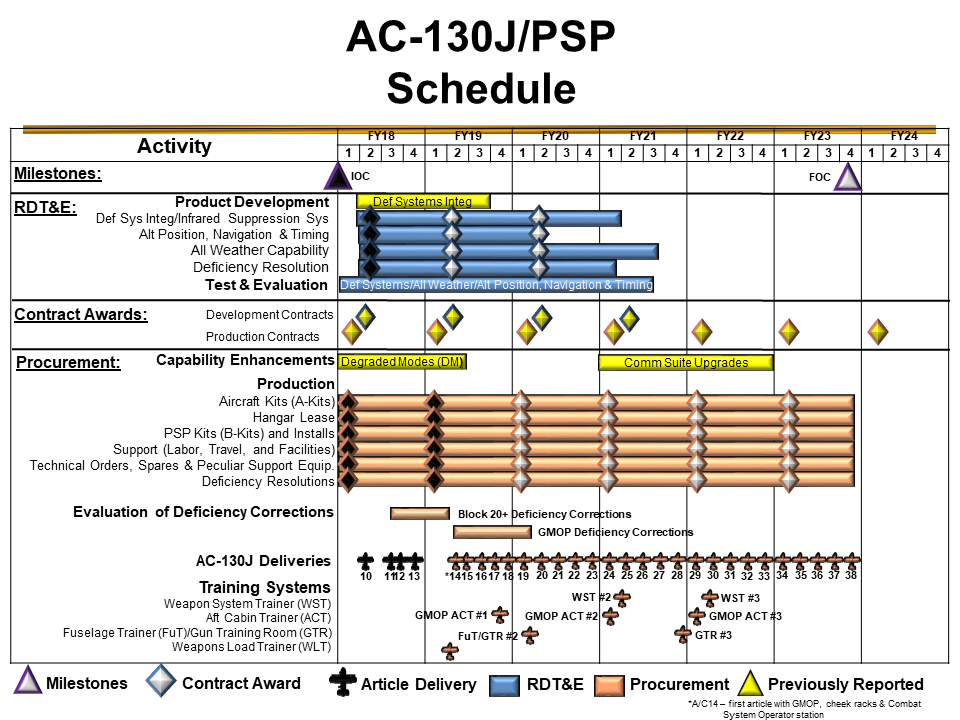 AC-130J/PSP
Schedule
Activity
FY18 FY19 FY20 FY21 FY22 FY23 FY24
1 2 3 4 1 2 3 4 1 2 3 4 1 2 3 4 1 2 3 4 1 2 3 4 1 2 3 4
Milestones: IOC FOC
RDT&E: Product Development Def Systems Integ
Def Sys Integ/Infrared Suppression Sys
Alt Position, Navigation & Timing
All Weather Capability
Deficiency Resolution
Test & Evaluation Def Systems/All Weather/Alt Position, Navigation & Timing
Contract Awards: Development Contracts
Production Contracts
Procurement: Capability Enhancements Degraded Modes (DM) Comm Suite Upgrades
Production
Aircraft Kits (A-Kits)
Hangar Lease
PSP Kits (B-Kits) and Installs
Support (Labor, Travel, and Facilities)
Technical Orders, Spares & Peculiar Support Equip.
Deficiency Resolutions
Evaluation of Deficiency Corrections Block 20+ Deficiency Corrections
GMOP Deficiency Corrections
AC-130J Deliveries
10 11 12 13 *14 15 16 17 18 19 20 21 22 23 24 25 26 27 28 29 30 31 32 33 34 35 36 37 38
Training Systems
Weapon System Trainer (WST) WST #2 WST #3
Aft Cabin Trainer (ACT) GMOP ACT #1 GMOP ACT #2 GMOP ACT #3
Fuselage Trainer (FuT)/Gun Training Room (GTR) FuT/GTR #2 GTR #3
Weapons Load Trainer (WLT)
Milestones Contract Award Article Delivery RDT&E Procurement Previously Reported
*A/C14 – first article with GMOP, cheek racks & Combat
System Operator station